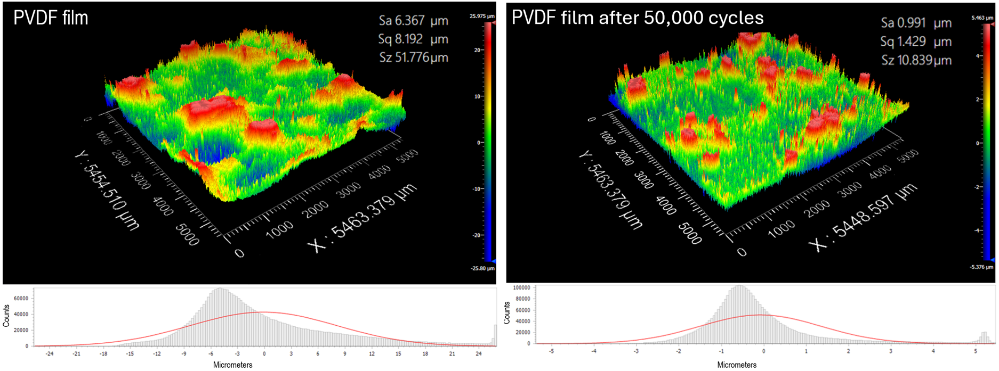 PVDF film
Sa 6.367 µm
Sq 8.192 µm
Sz 51.776µm
25.975 µm
20
10
0
-10
-20
-25.80 µm
0
1000
2000
3000
4000
5000
Y : 5454.510 µm
0
1000
2000
3000
4000
5000
X : 5463.379 µm
Counts
60000
40000
20000
0
-24 -21 -18 -15 -12 -9 -6 -3 0 3 6 9 12 15 18 21 24
Micrometers
PVDF film after 50,000 cycles
Sa 0.991 µm
Sq 1.429 µm
Sz 10.839µm
5.463 µm
4
2
0
-2
-4
-5.376 µm
0
1000
2000
3000
4000
5000
Y : 5463.379 µm
0
1000
2000
3000
4000
5000
X : 5448.597 µm
Counts
100000
80000
60000
40000
20000
0
-5 -4 -3 -2 -1 0 1 2 3 4 5
Micrometers